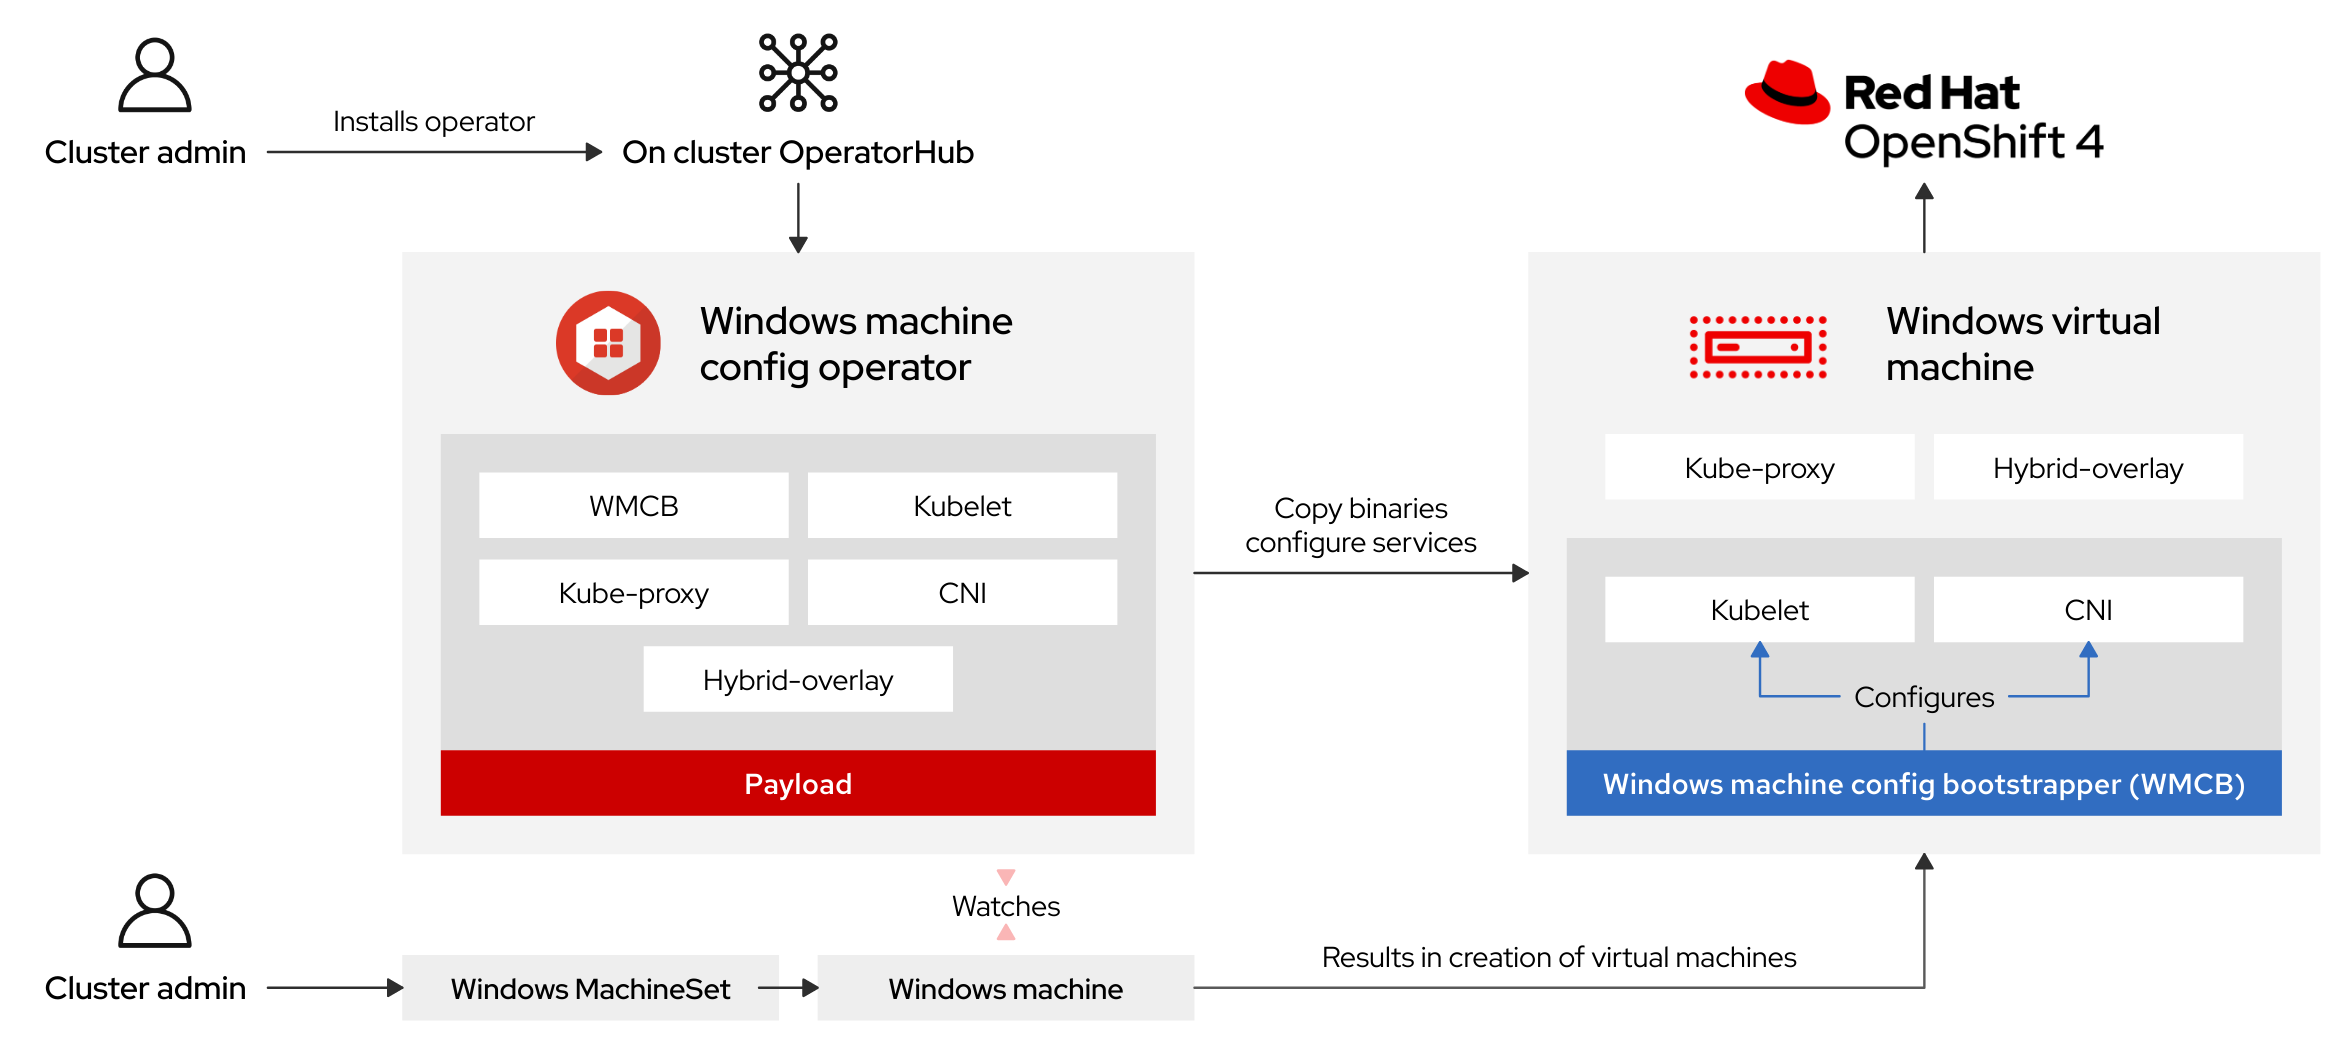 Cluster admin
Installs operator
On cluster OperatorHub
Red Hat
OpenShift 4
Windows machine
config operator
WMCB
Kubelet
Kube-proxy
CNI
Hybrid-overlay
Payload
Copy binaries
configure services
Windows virtual
machine
Kube-proxy
Hybrid-overlay
Kubelet
CNI
Configures
Windows machine config bootstrapper (WMCB)
Watches
Cluster admin
Windows MachineSet
Windows machine
Results in creation of virtual machines